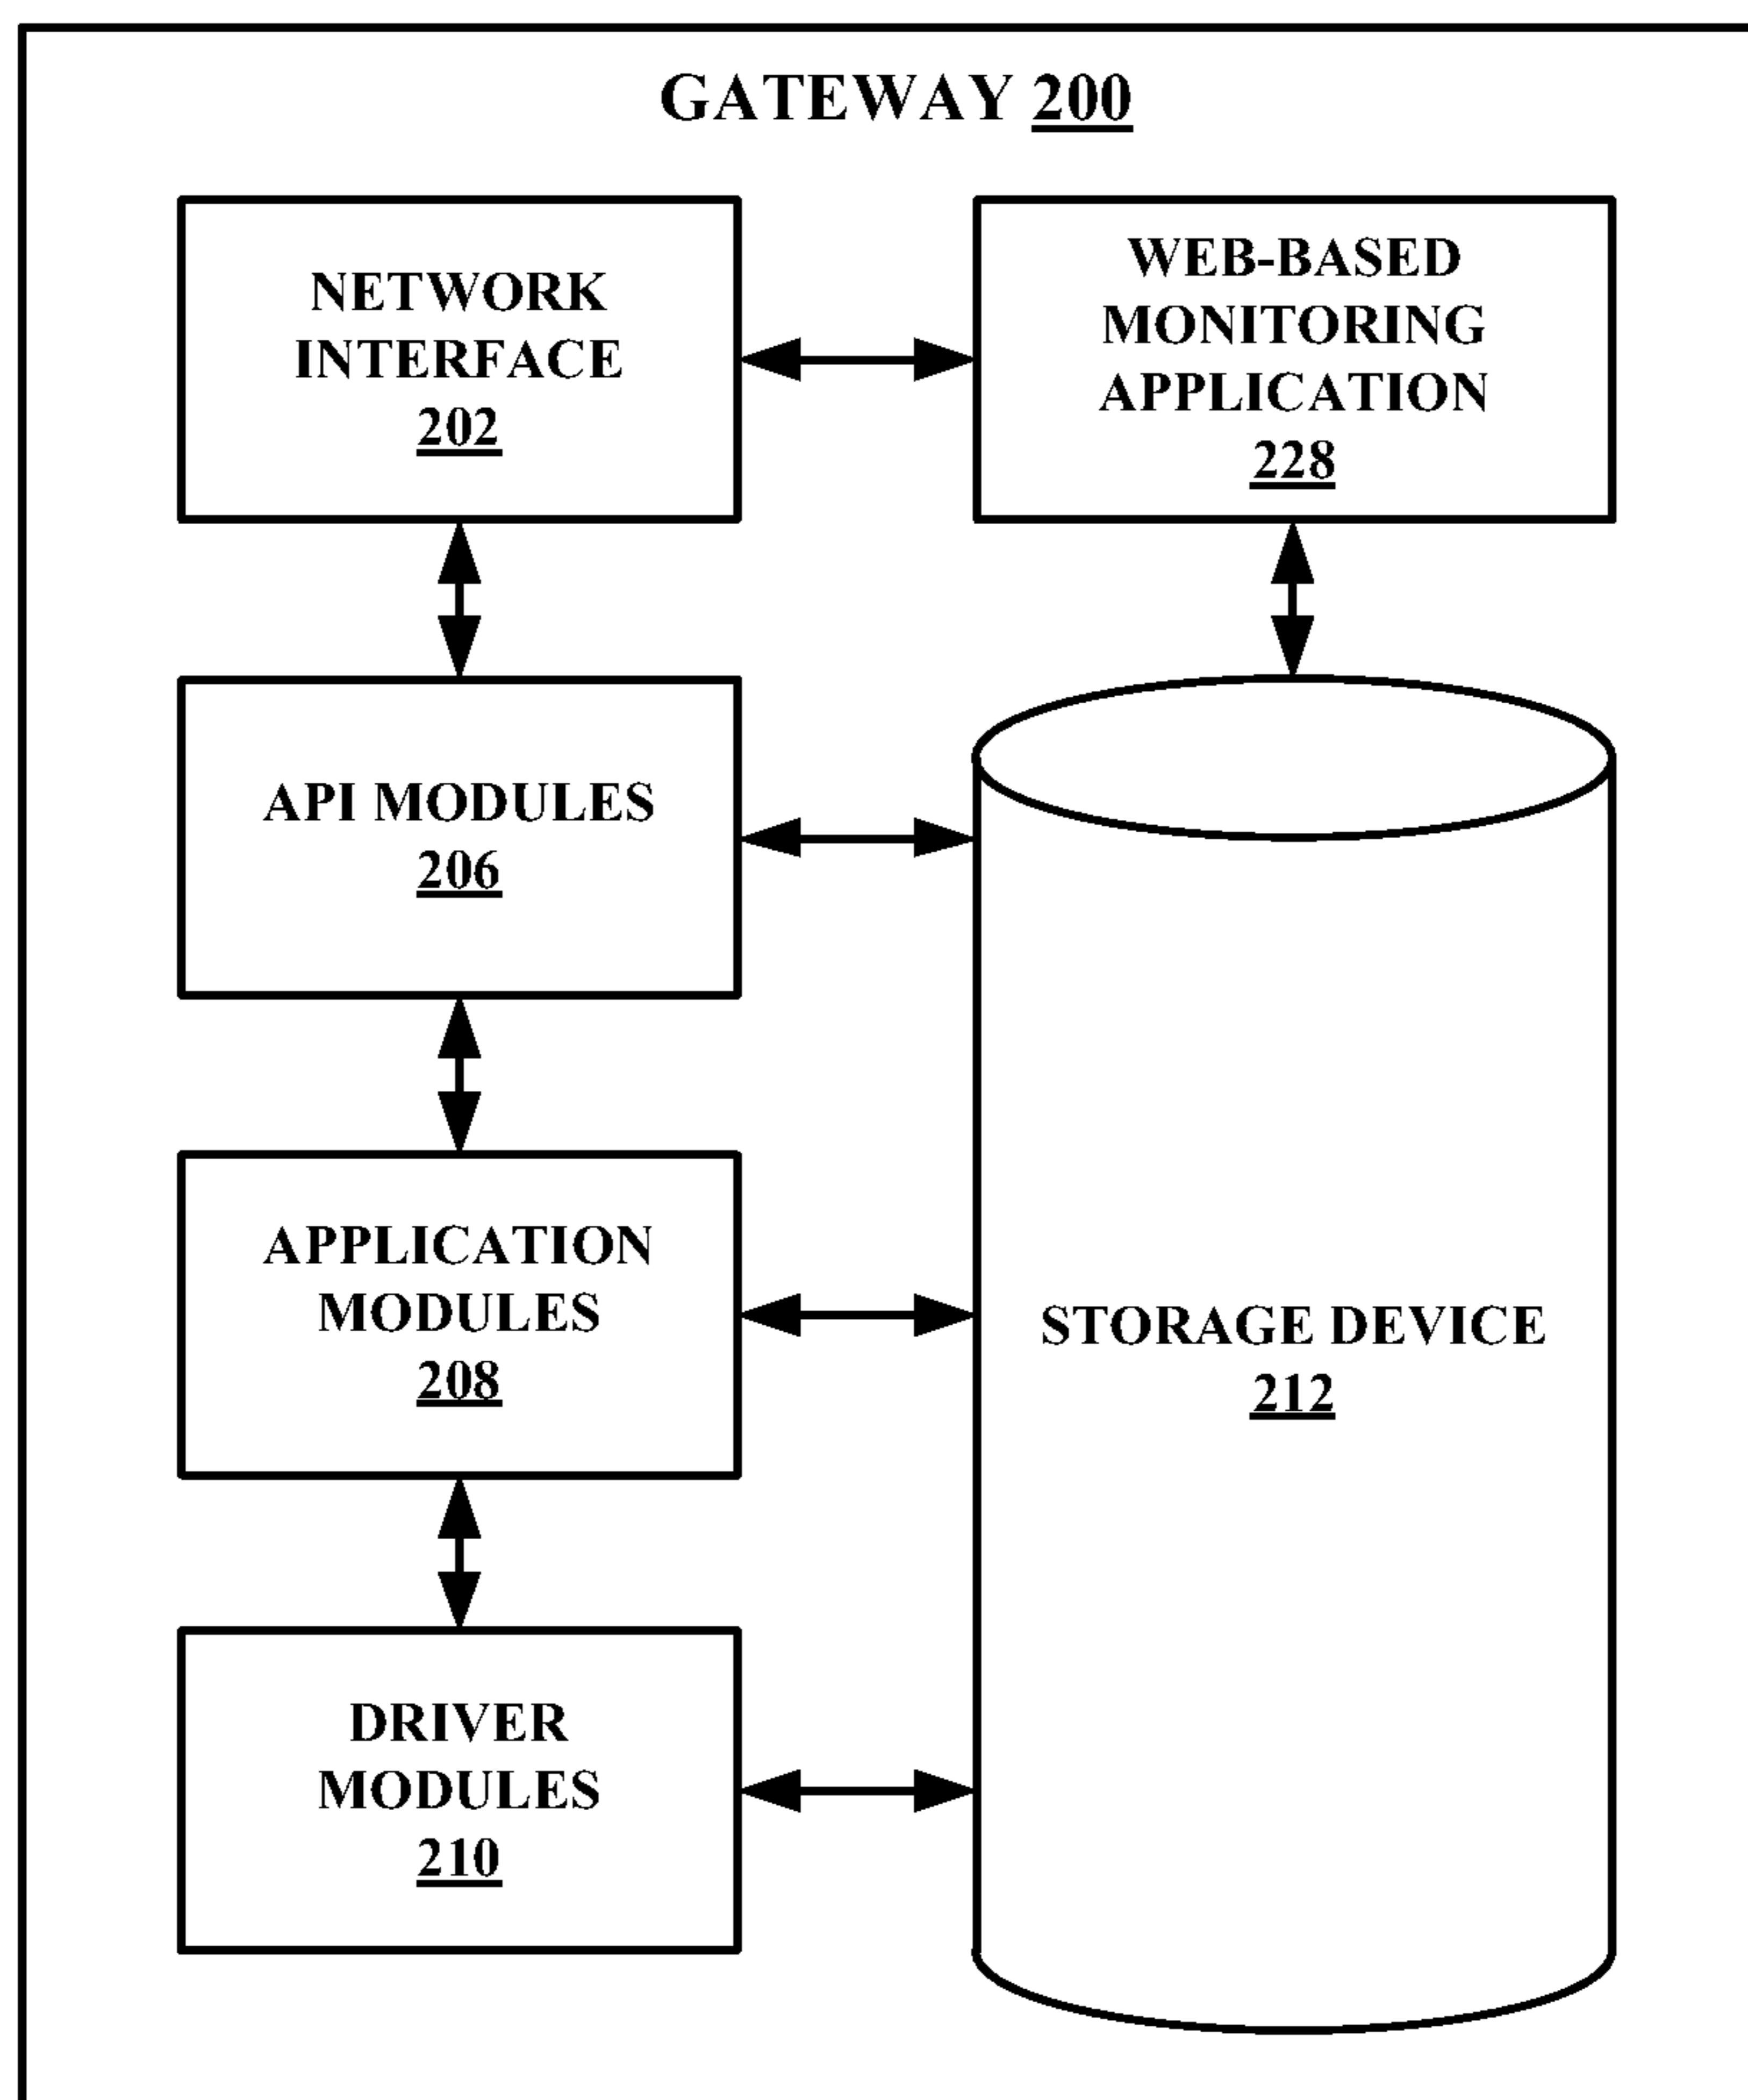 GATEWAY 200
NETWORK
INTERFACE
202
WEB-BASED
MONITORING
APPLICATION
228
API MODULES
206
APPLICATION
MODULES
208
STORAGE DEVICE
212
DRIVER
MODULES
210